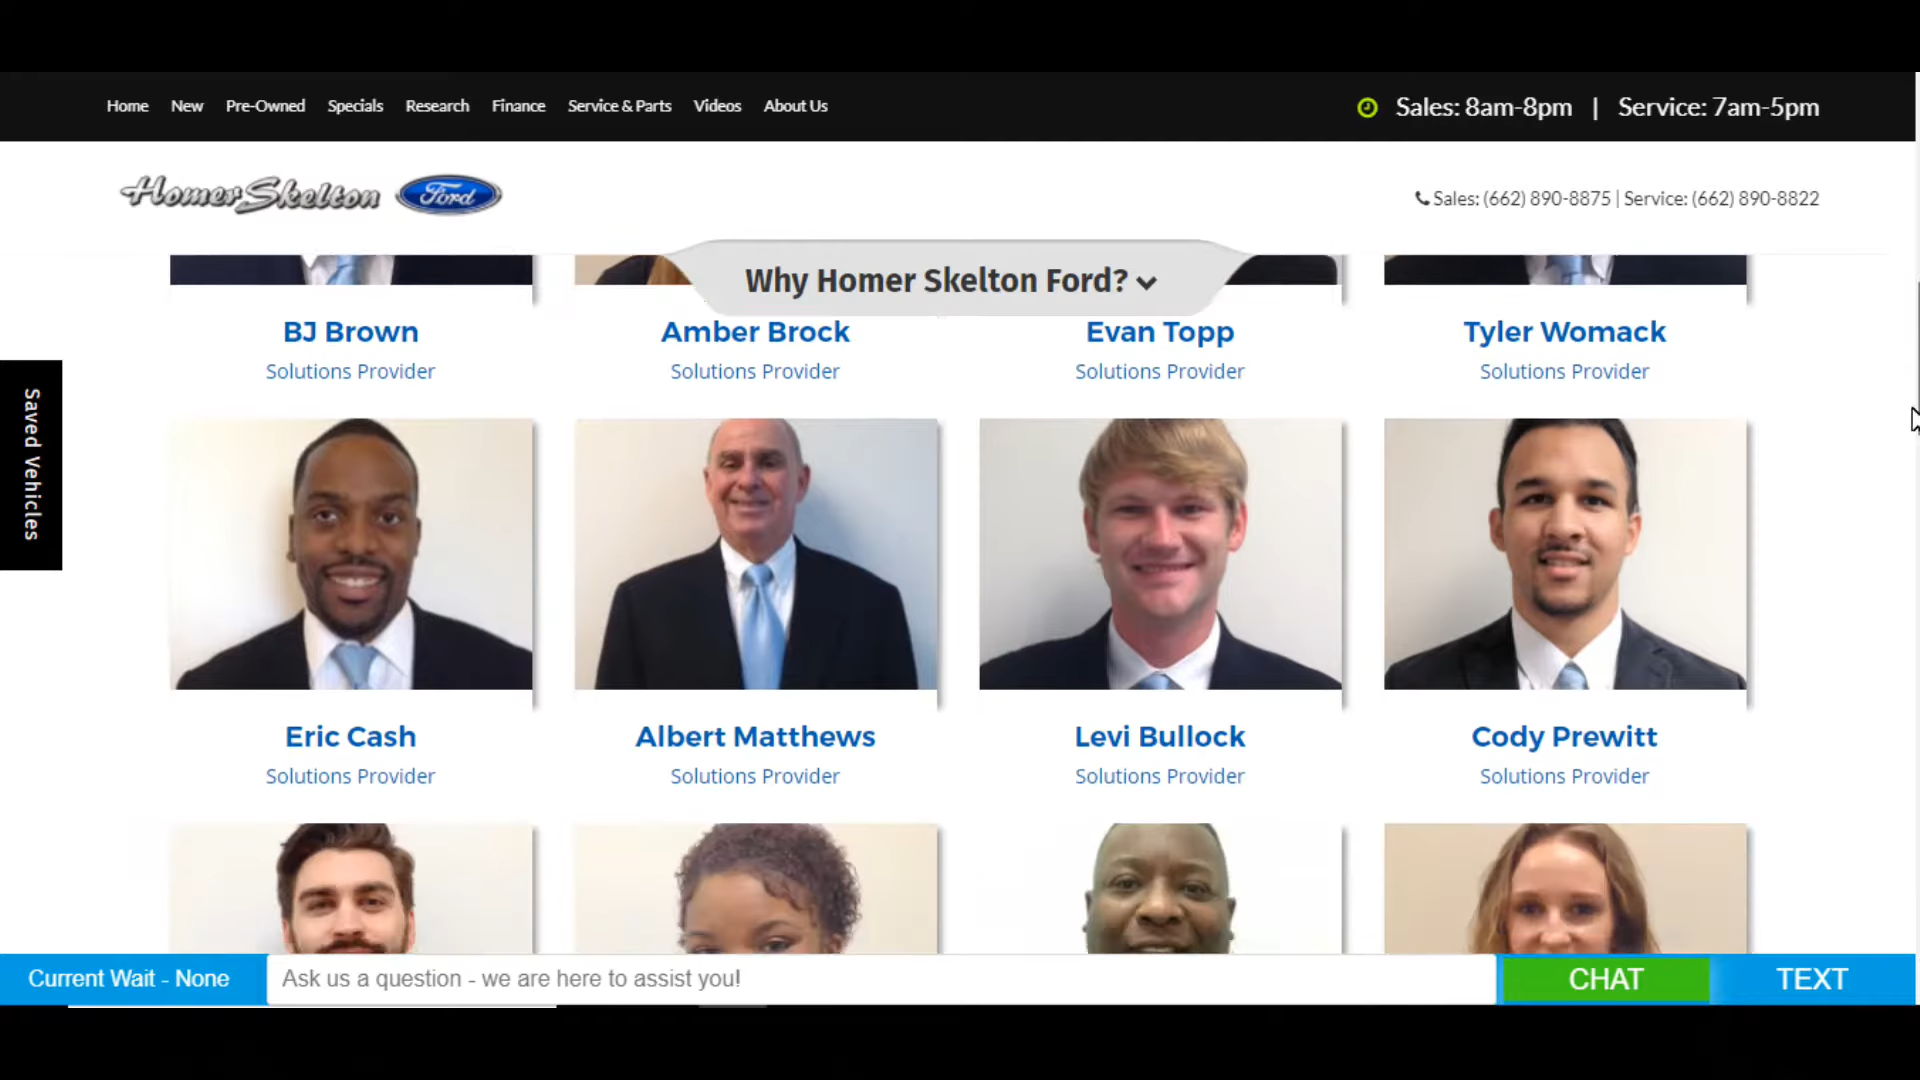 Home New Pre-Owned Specials Research Finance Service & Parts Videos About Us
Sales: 8am-8pm | Service: 7am-5pm
Homer Skelton Ford
Sales: (662) 890-8875 | Service: (662) 890-8822
Why Homer Skelton Ford?
BJ Brown Amber Brock Evan Topp Tyler Womack
Solutions Provider Solutions Provider Solutions Provider Solutions Provider
Saved Vehicles
Eric Cash Albert Matthews Levi Bullock Cody Prewitt
Solutions Provider Solutions Provider Solutions Provider Solutions Provider
Current Wait - None Ask us a question - we are here to assist you! CHAT TEXT